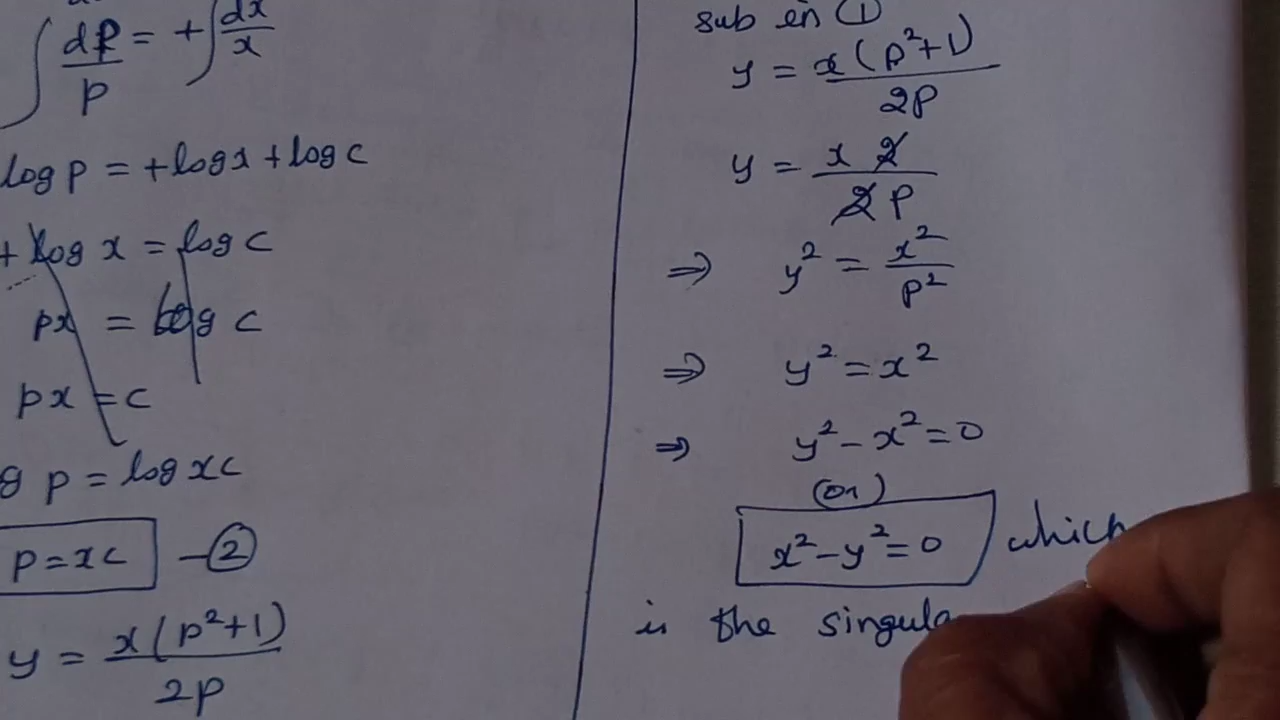 ∫ dp/p = +∫ dx/x
log p = +log x + log c
+ log x = log c
px = log c
px = c
g p = log xc
p = xc — ②
y = x(p²+1)/2p
sub in ①
y = x(p²+1)/2p
y = x 2/2p
⇒ y² = x²/p²
⇒ y² = x²
⇒ y² - x² = 0
(or)
x² - y² = 0 which
is the singula